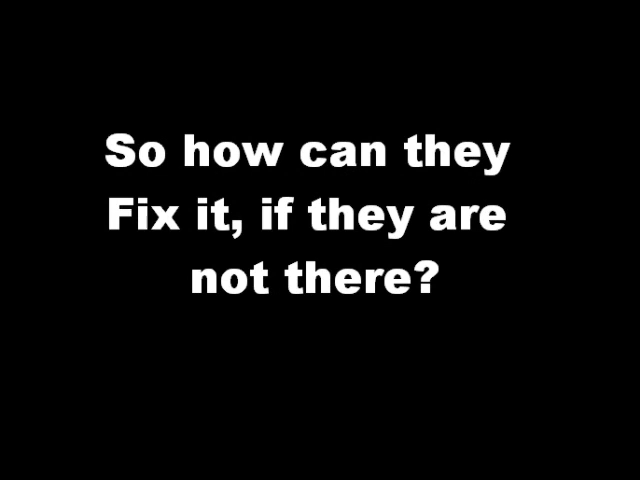 So how can they
Fix it, if they are
not there?